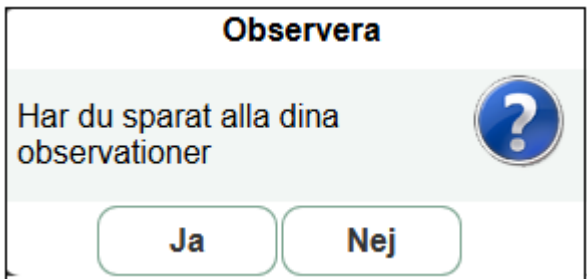 Observera
Har du sparat alla dina
observationer
?
Ja
Nej